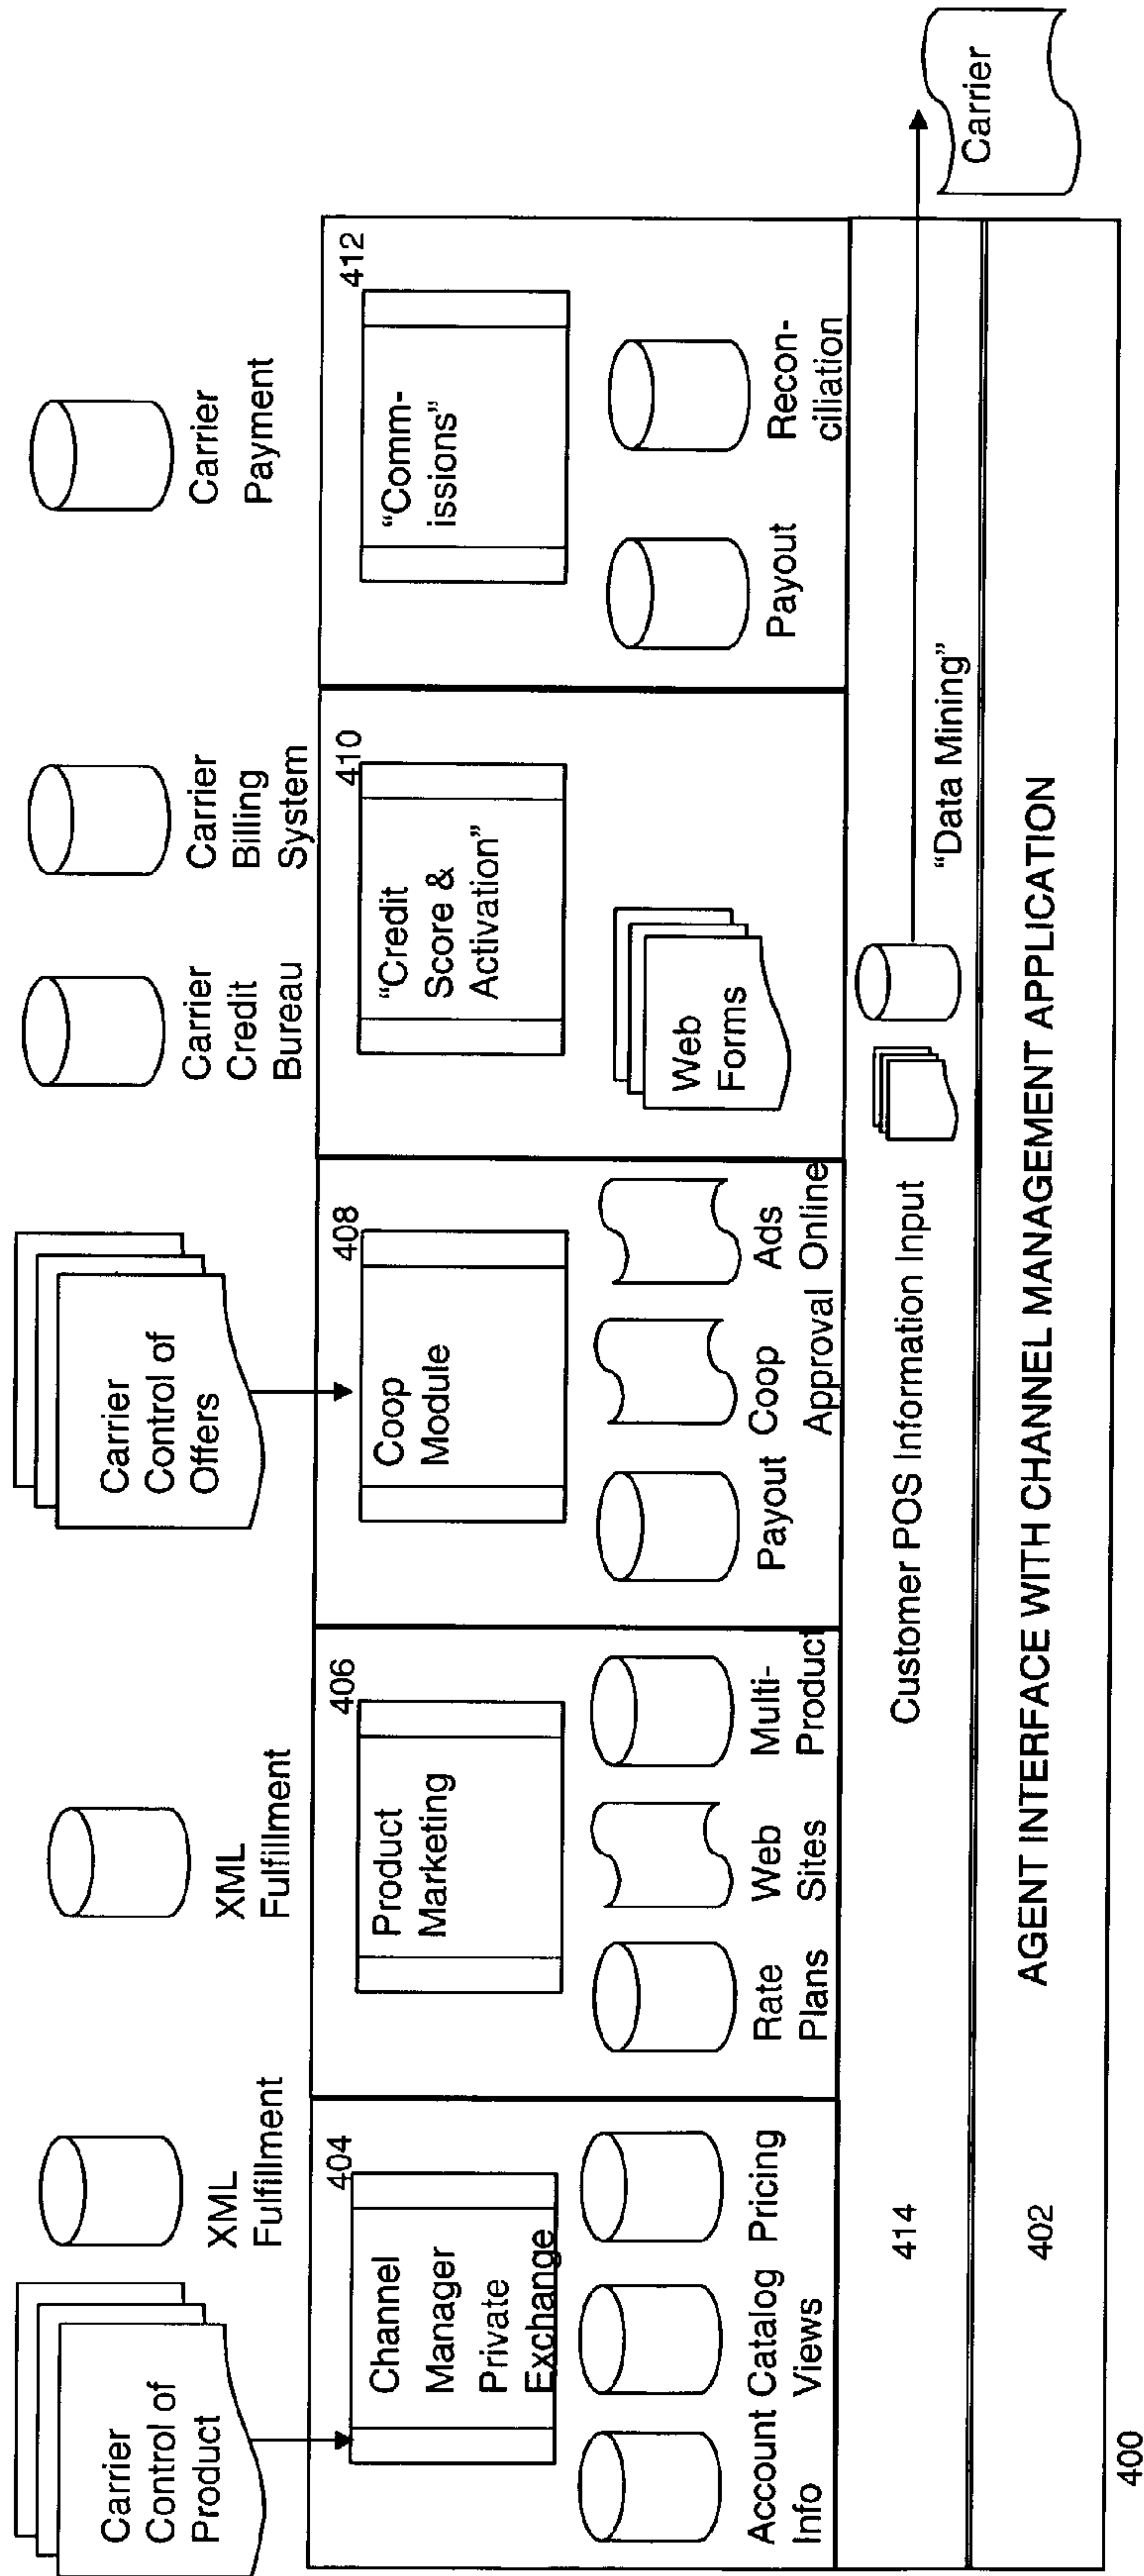 Carrier
Control of
Product
XML
Fulfillment
XML
Fulfillment
Carrier
Control of
Offers
Carrier
Credit
Bureau
Carrier
Billing
System
Carrier
Payment
404
Channel
Manager
Private
Exchange
Account
Info
Catalog
Views
Pricing
406
Product
Marketing
Rate
Plans
Web
Sites
Multi-
Product
408
Coop
Module
Payout
Coop
Approval
Ads
Online
410
“Credit
Score &
Activation”
Web
Forms
412
“Comm-
issions”
Payout
Recon-
ciliation
414
Customer POS Information Input
“Data Mining”
Carrier
402
AGENT INTERFACE WITH CHANNEL MANAGEMENT APPLICATION
400